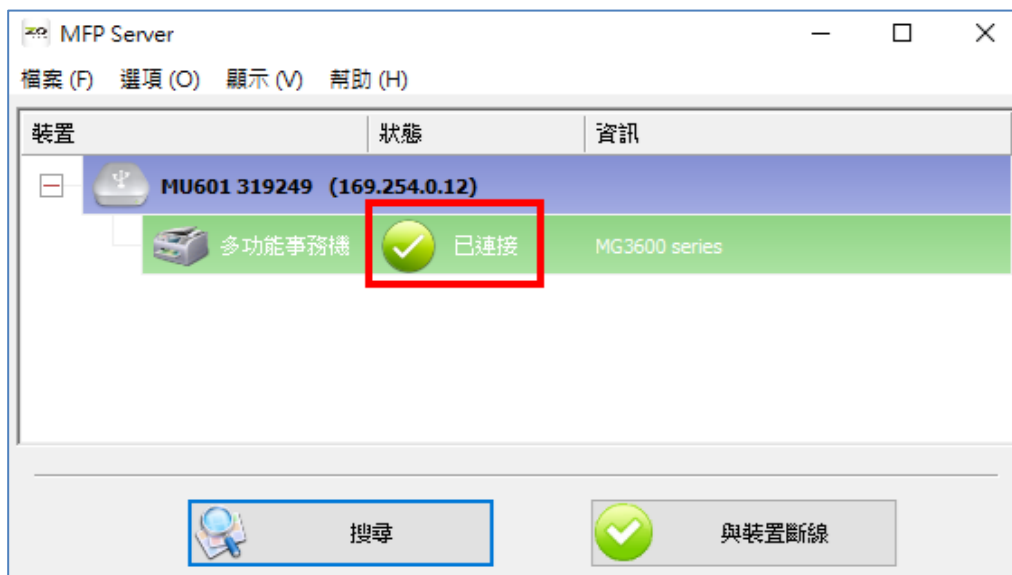 MFP Server
檔案 (F) 選項 (O) 顯示 (V) 幫助 (H)
裝置 狀態 資訊
MU601 319249 (169.254.0.12)
多功能事務機 已連接 MG3600 series
搜尋 與裝置斷線